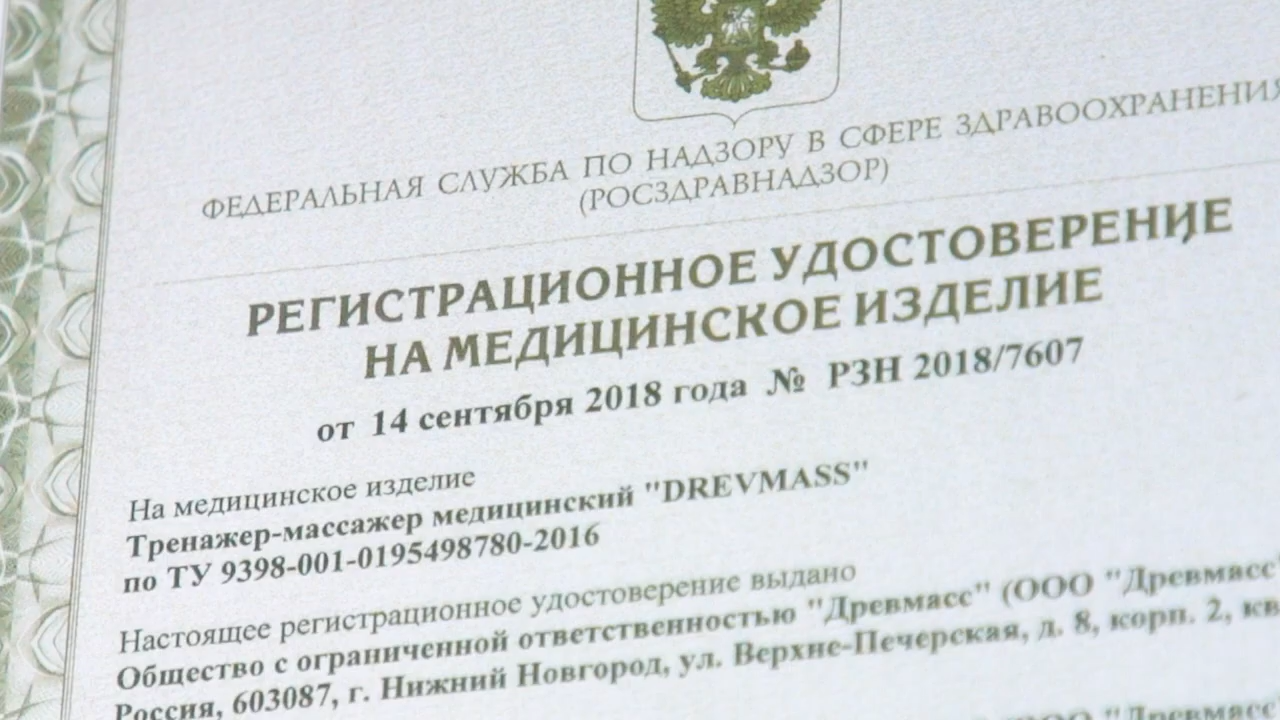 ФЕДЕРАЛЬНАЯ СЛУЖБА ПО НАДЗОРУ В СФЕРЕ ЗДРАВООХРАНЕНИЯ
(РОСЗДРАВНАДЗОР)
РЕГИСТРАЦИОННОЕ УДОСТОВЕРЕНИЕ
НА МЕДИЦИНСКОЕ ИЗДЕЛИЕ
от 14 сентября 2018 года № РЗН 2018/7607
На медицинское изделие
Тренажер-массажер медицинский "DREVMASS"
по ТУ 9398-001-0195498780-2016
Настоящее регистрационное удостоверение выдано
Общество с ограниченной ответственностью "Древмасс" (ООО "Древмасс"
Россия, 603087, г. Нижний Новгород, ул. Верхне-Печерская, д. 8, корп. 2, кв
"Древмасс"